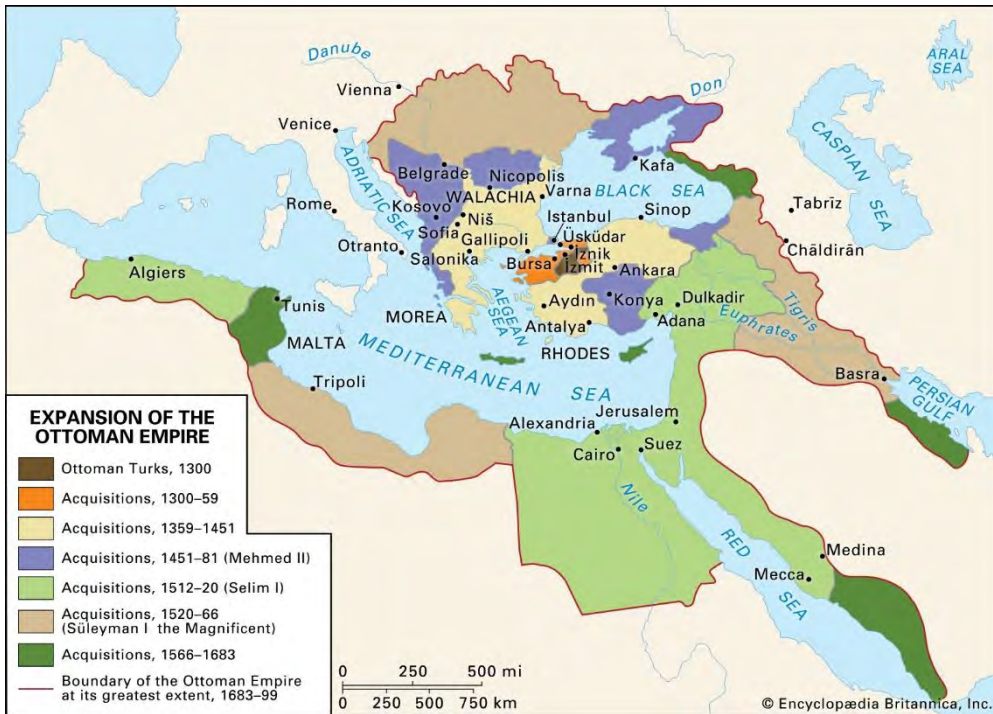 ARAL
SEA
Danube
Vienna
Don
Venice
CASPIAN
SEA
ADRIATIC SEA
Belgrade
Nicopolis
Kafa
WALACHIA
Varna
BLACK SEA
Rome
Kosovo
Niš
Istanbul
Sinop
Tabriz
Sofia
Üsküdar
Otranto
Salonika
Gallipoli
İznik
Chāldirān
Algiers
Bursa
İzmit
Ankara
AEGEAN
SEA
Tunis
Aydın
Konya
Dulkadir
Tigris
MOREA
Antalya
Adana
Euphrates
MALTA
RHODES
MEDITERRANEAN SEA
Tripoli
Basra
PERSIAN
GULF
Jerusalem
Alexandria
Cairo
Suez
Nile
RED
SEA
Medina
Mecca
EXPANSION OF THE
OTTOMAN EMPIRE
Ottoman Turks, 1300
Acquisitions, 1300–59
Acquisitions, 1359–1451
Acquisitions, 1451–81 (Mehmed II)
Acquisitions, 1512–20 (Selim I)
Acquisitions, 1520–66
(Süleyman I the Magnificent)
Acquisitions, 1566–1683
Boundary of the Ottoman Empire
at its greatest extent, 1683–99
0 250 500 mi
0 250 500 750 km
© Encyclopædia Britannica, Inc.